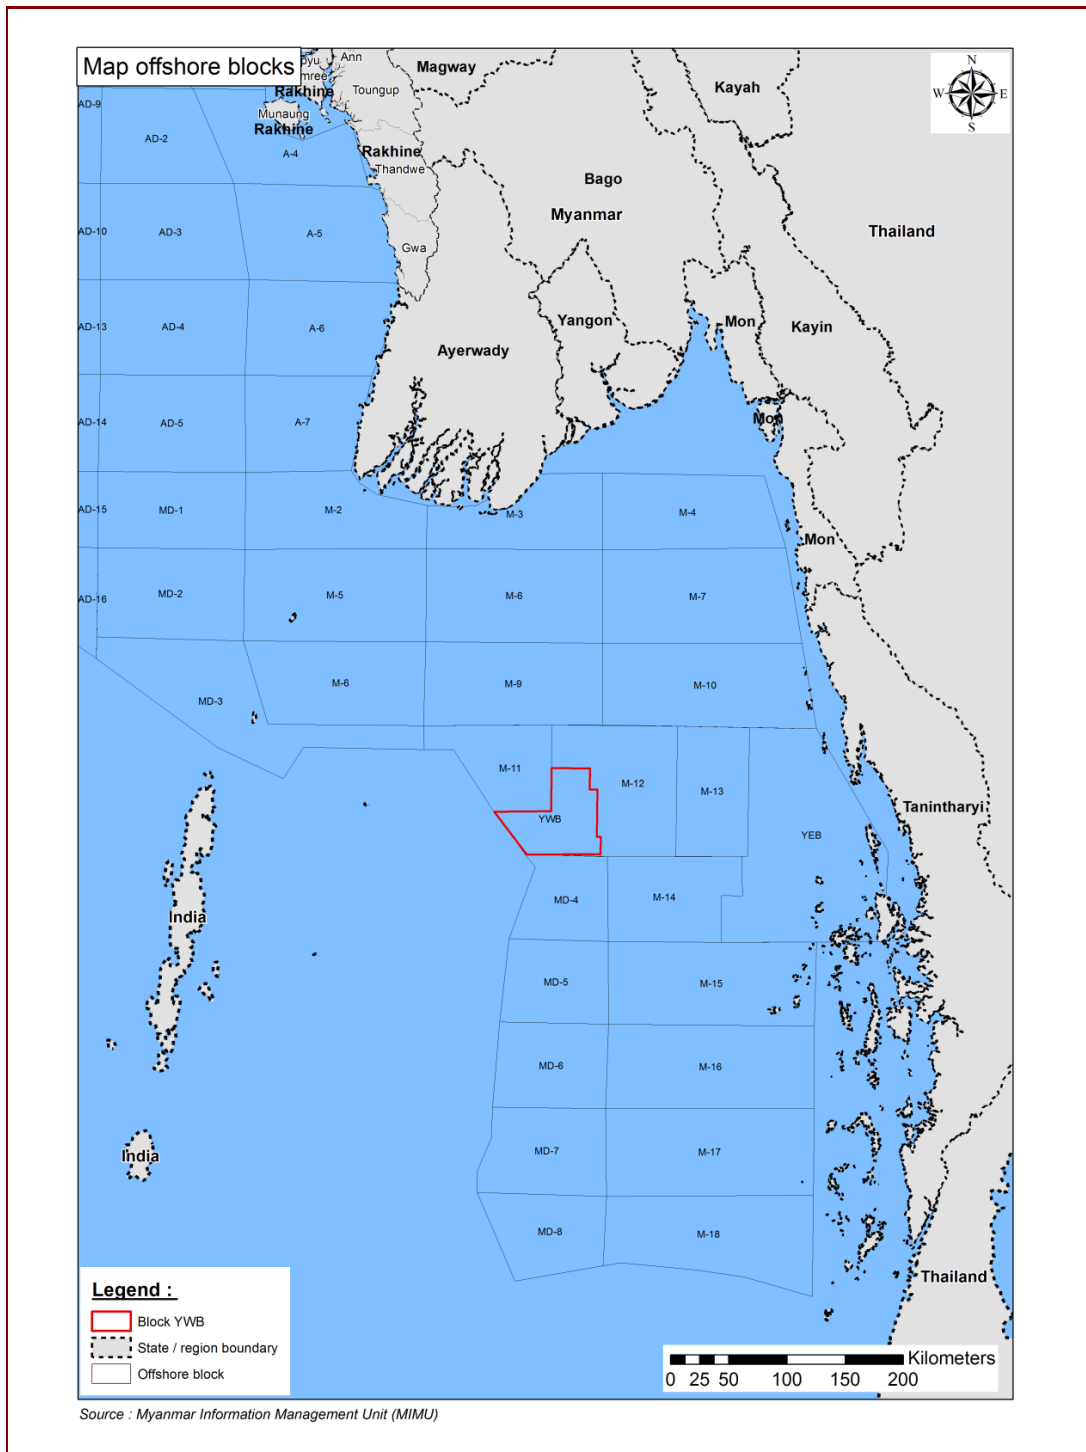 Map offshore blocks
Ann
Magway
Kayah
N
W E
S
Rakhine
Toungup
Munaung
Rakhine
AD-9
AD-2
A-4
Rakhine
Thandwe
Bago
Myanmar
Thailand
AD-10
AD-3
A-5
Gwa
AD-13
AD-4
A-6
Yangon
Mon
Kayin
Ayerwady
AD-14
AD-5
A-7
Mon
AD-15
MD-1
M-2
M-3
M-4
Mon
AD-16
MD-2
M-5
M-6
M-7
MD-3
M-6
M-9
M-10
M-11
M-12
M-13
Tanintharyi
YWB
YEB
India
MD-4
M-14
MD-5
M-15
MD-6
M-16
India
MD-7
M-17
MD-8
M-18
Thailand
Legend :
Block YWB
State / region boundary
Offshore block
Kilometers
0 25 50 100 150 200
Source : Myanmar Information Management Unit (MIMU)